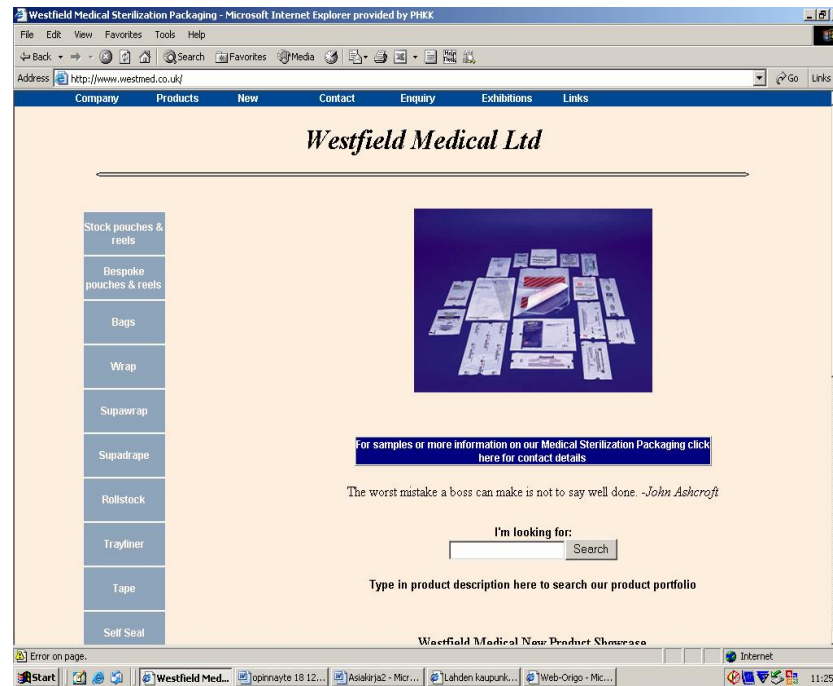 Westfield Medical Sterilization Packaging - Microsoft Internet Explorer provided by PHKK
File Edit View Favorites Tools Help
Back Search Favorites Media
Address http://www.westmed.co.uk/ Go Links
Company Products New Contact Enquiry Exhibitions Links
Westfield Medical Ltd
Stock pouches &
reels
Bespoke
pouches & reels
Bags
Wrap
Supawrap
Supadrape
Rollstock
Trayliner
Tape
Self Seal
For samples or more information on our Medical Sterilization Packaging click
here for contact details
The worst mistake a boss can make is not to say well done. -John Ashcroft
I'm looking for:
Search
Type in product description here to search our product portfolio
Westfield Medical New Product Showcase
Error on page. Internet
Start Westfield Med... opinnayte 18 12... Asiakirja2 - Micr... Lahden kaupunk... Web-Origo - Mic... 11:25